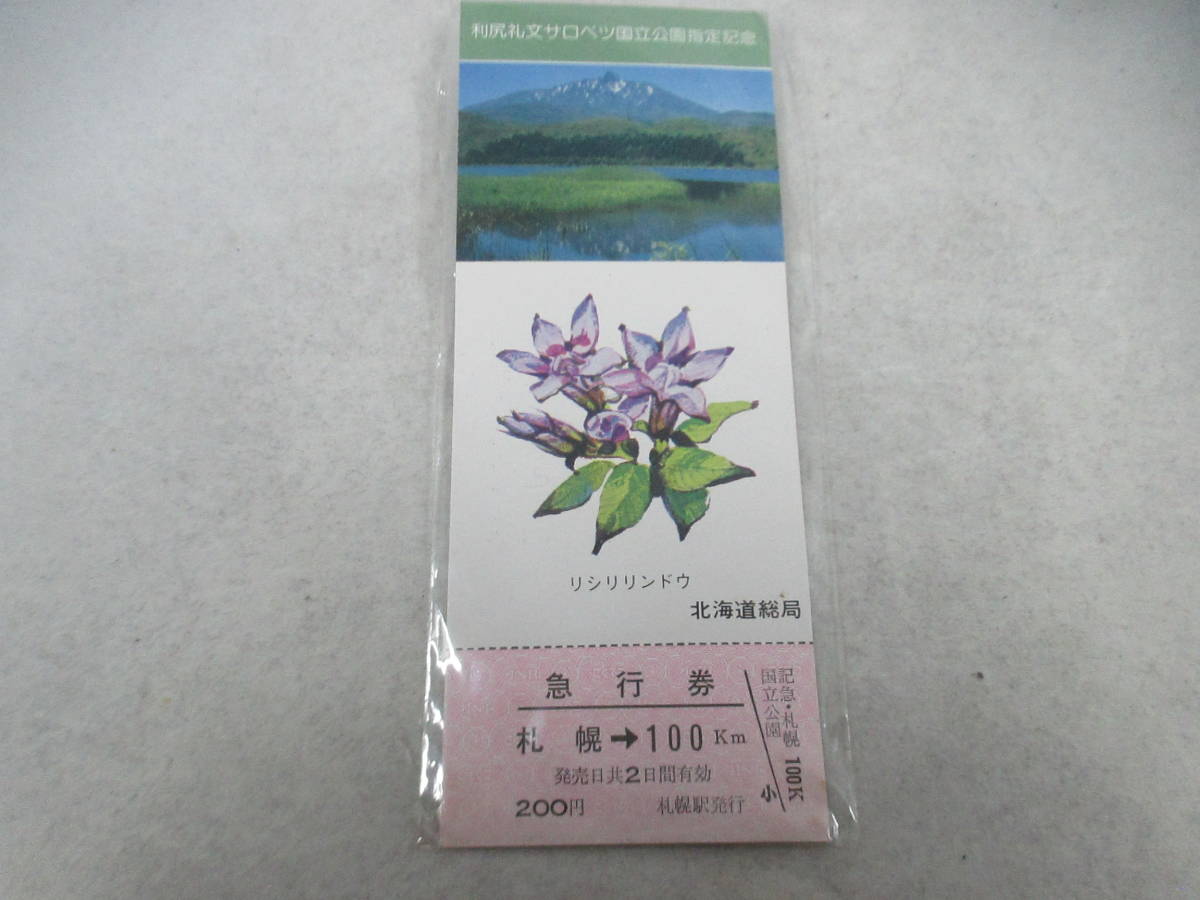 利尻礼文サロベツ国立公園指定記念
リシリリンドウ
北海道総局
急行券
札幌→100Km
発売日共2日間有効
200円 札幌駅発行
記急・札幌 100K
国立公園
小